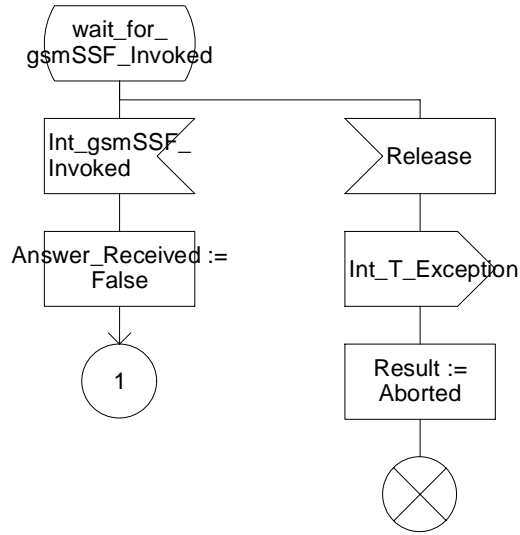 wait_for_
gsmSSF_Invoked
Int_gsmSSF_
Invoked
Release
Answer_Received :=
False
Int_T_Exception
1
Result :=
Aborted